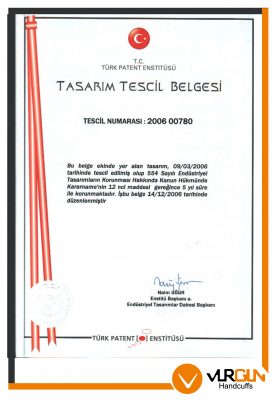 T.C.
TÜRK PATENT ENSTİTÜSÜ
TASARIM TESCİL BELGESİ
TESCİL NUMARASI : 2006 00780
Bu belge ekinde yer alan tasarım, 09/03/2006
tarihinde tescil edilmiş olup 554 Sayılı Endüstriyel
Tasarımların Korunması Hakkında Kanun Hükmünde
Kararname'nin 12 nci maddesi gereğince 5 yıl süre
ile korunmaktadır. İşbu belge 14/12/2006 tarihinde
düzenlenmiştir
Naim UĞUR
Enstitü Başkanı a.
Endüstriyel Tasarımlar Dairesi Başkanı
TÜRK PATENT ENSTİTÜSÜ
VURGUN
Handcuffs